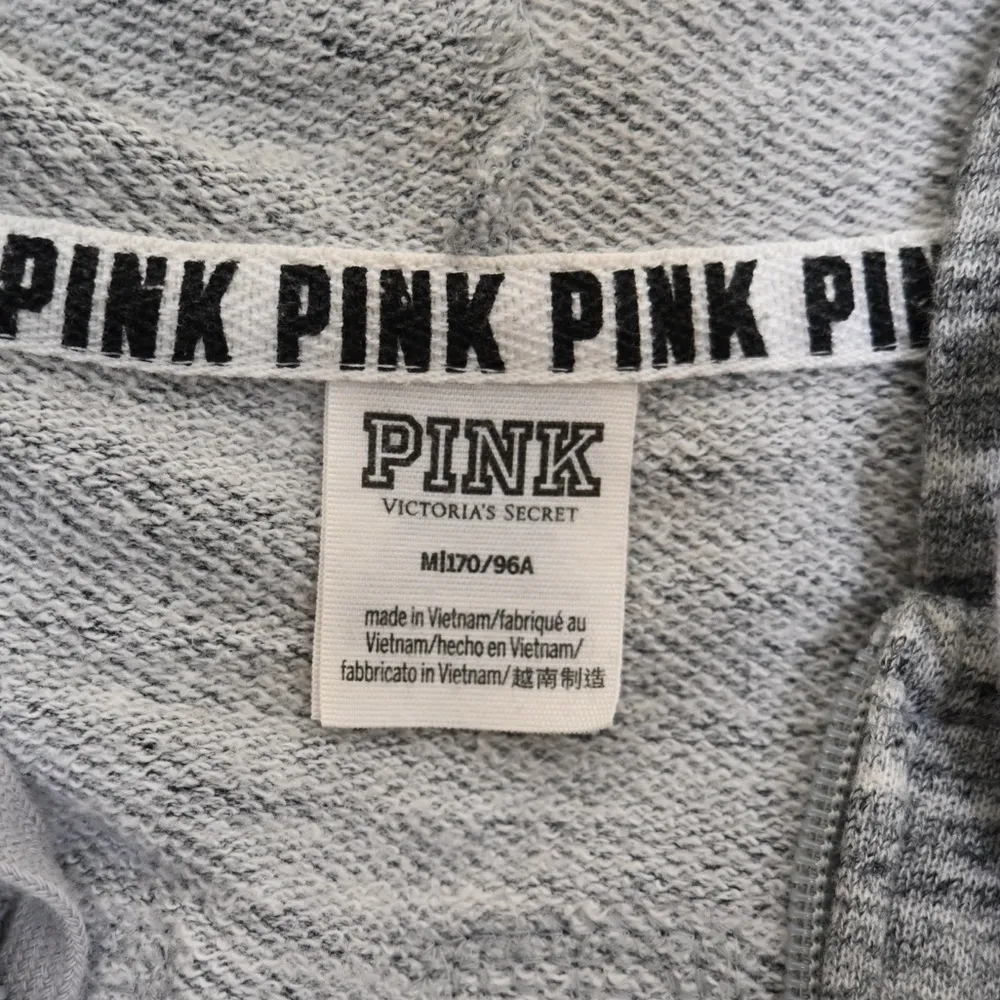 PINK PINK PINK PIN
PINK
VICTORIA'S SECRET
M|170/96A
made in Vietnam/fabriqué au
Vietnam/hecho en Vietnam/
fabbricato in Vietnam/越南制造